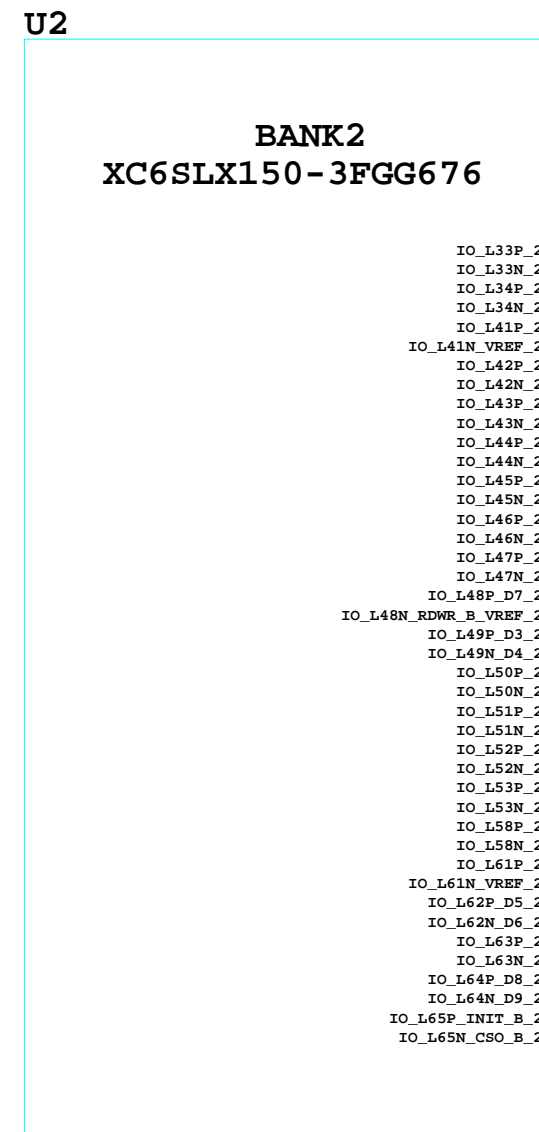 U2
BANK2
XC6SLX150-3FGG676
IO_L33P_2
IO_L33N_2
IO_L34P_2
IO_L34N_2
IO_L41P_2
IO_L41N_VREF_2
IO_L42P_2
IO_L42N_2
IO_L43P_2
IO_L43N_2
IO_L44P_2
IO_L44N_2
IO_L45P_2
IO_L45N_2
IO_L46P_2
IO_L46N_2
IO_L47P_2
IO_L47N_2
IO_L48P_D7_2
IO_L48N_RDWR_B_VREF_2
IO_L49P_D3_2
IO_L49N_D4_2
IO_L50P_2
IO_L50N_2
IO_L51P_2
IO_L51N_2
IO_L52P_2
IO_L52N_2
IO_L53P_2
IO_L53N_2
IO_L58P_2
IO_L58N_2
IO_L61P_2
IO_L61N_VREF_2
IO_L62P_D5_2
IO_L62N_D6_2
IO_L63P_2
IO_L63N_2
IO_L64P_D8_2
IO_L64N_D9_2
IO_L65P_INIT_B_2
IO_L65N_CSO_B_2